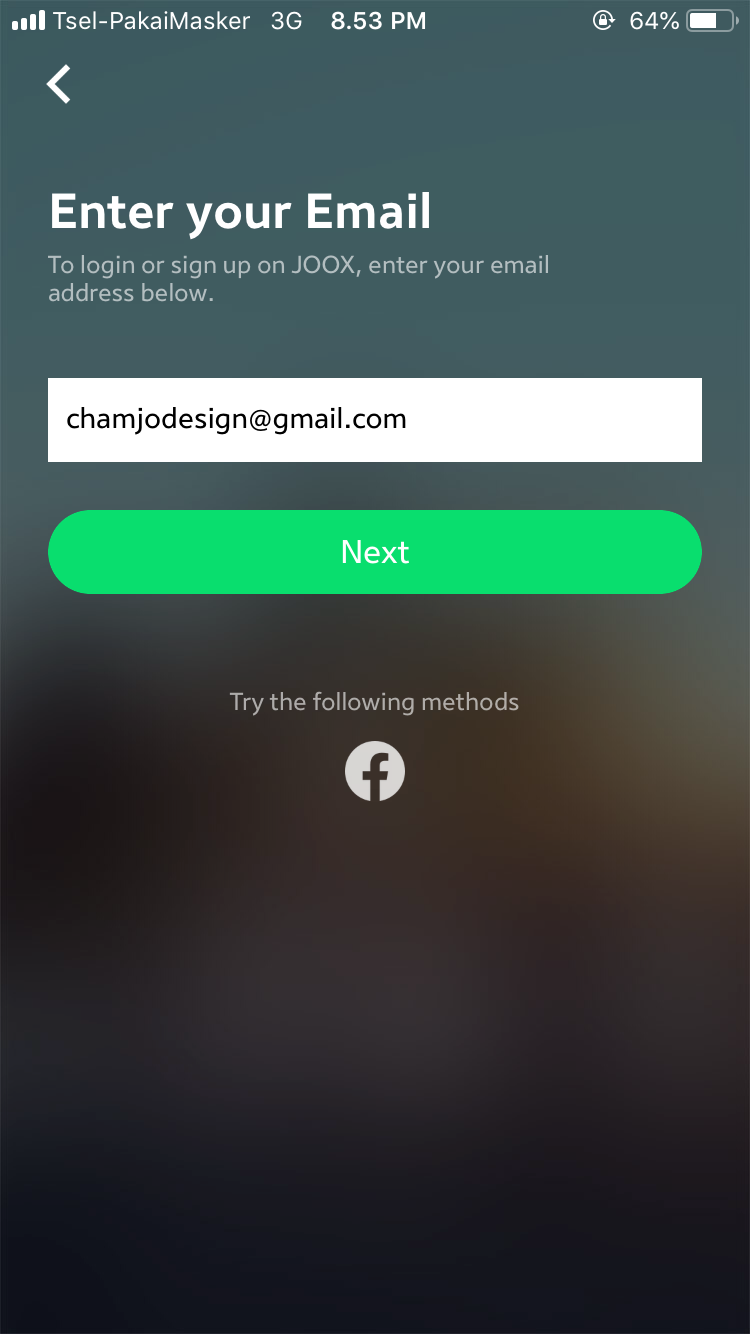 Tsel-PakaiMasker 3G 8.53 PM 64%
Enter your Email
To login or sign up on JOOX, enter your email
address below.
chamjodesign@gmail.com
Next
Try the following methods